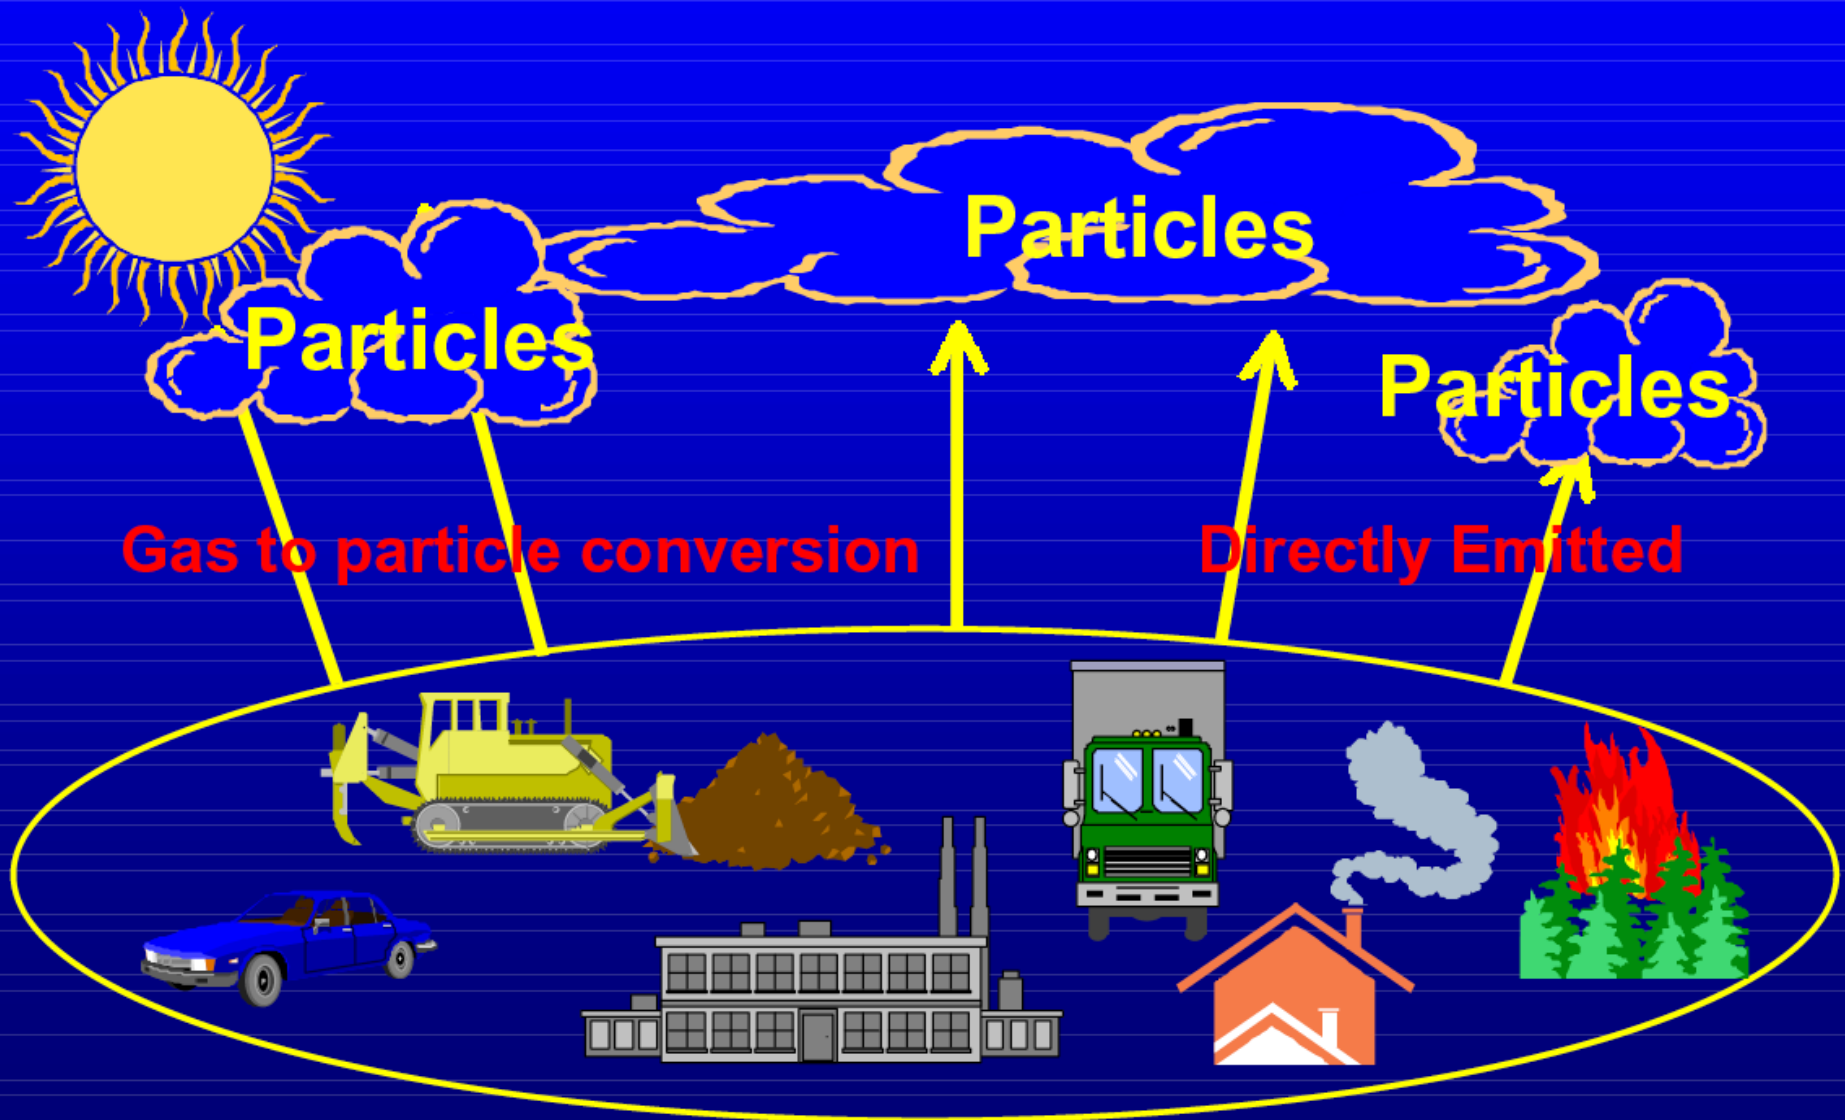 Particles
Particles
Particles
Gas to particle conversion
Directly Emitted